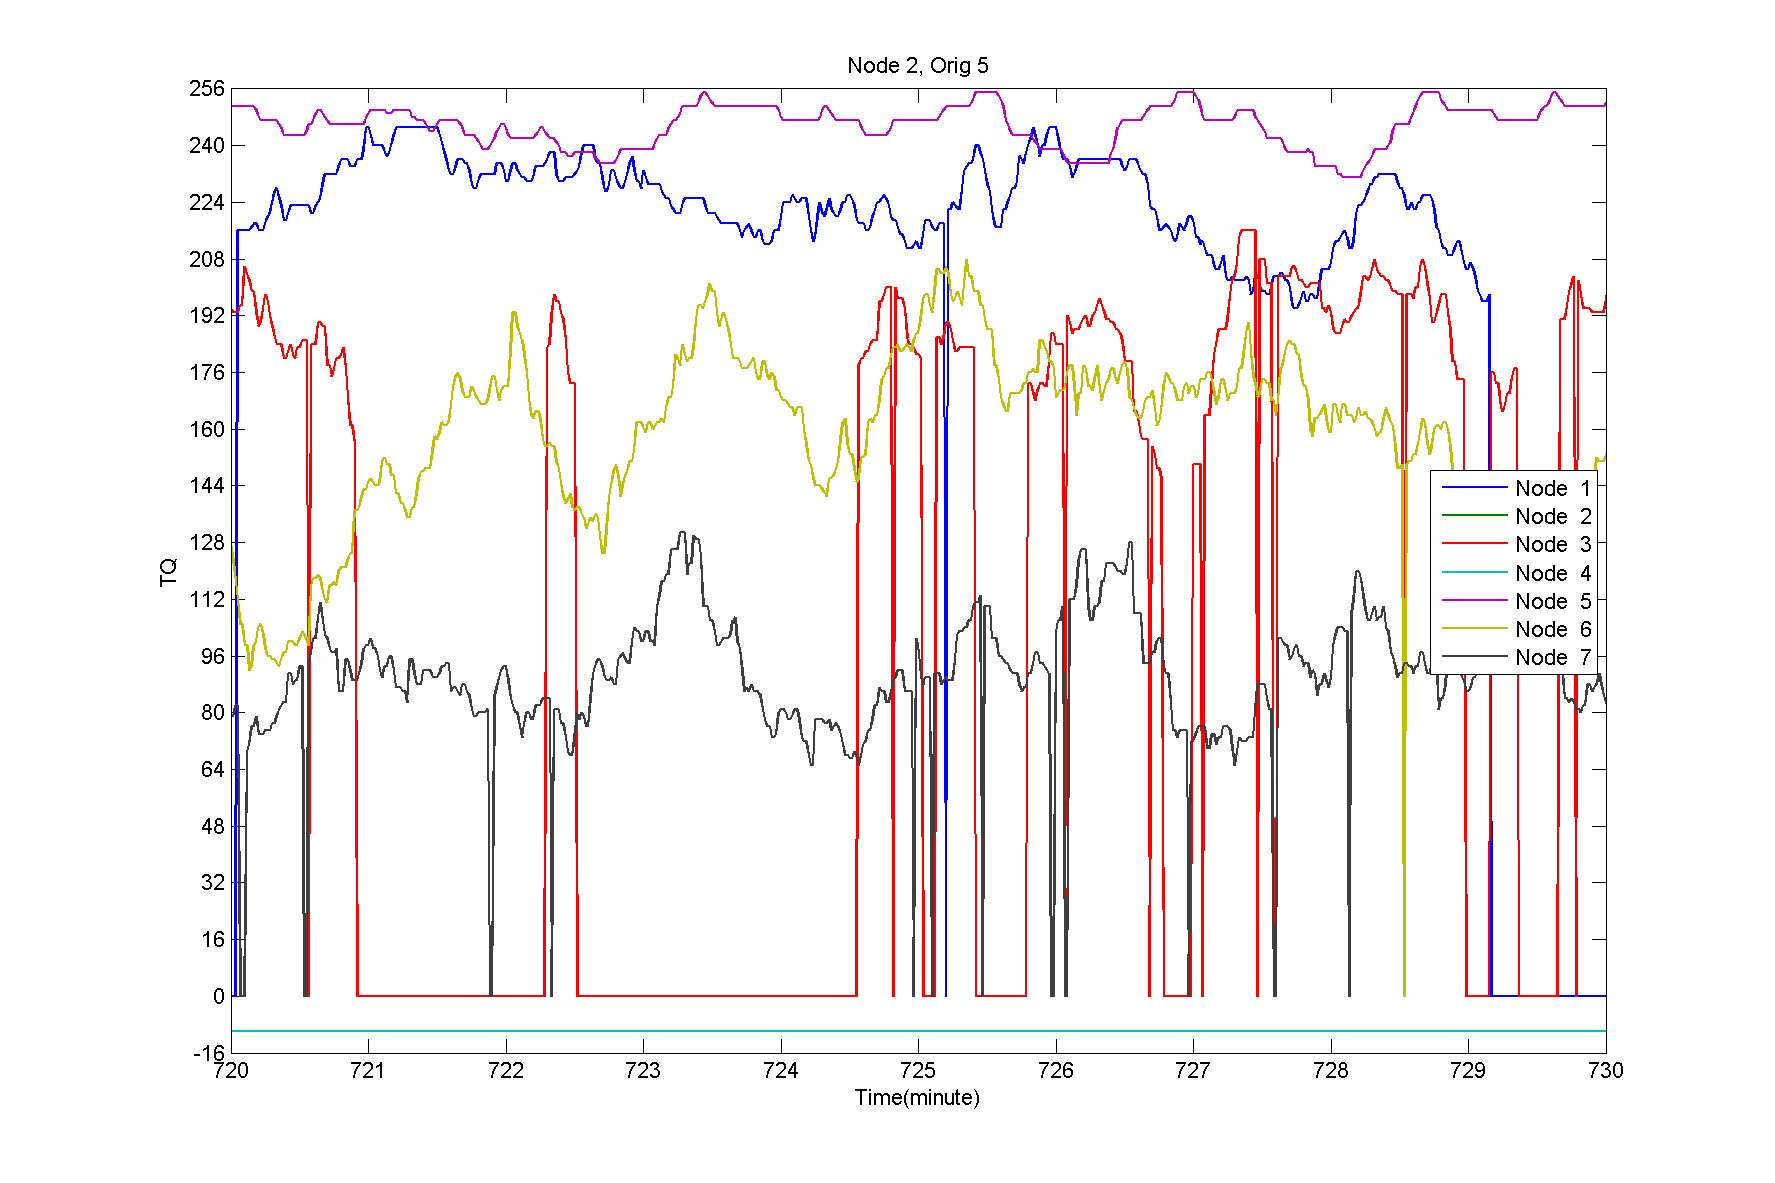 Node 2, Orig 5
256
240
224
208
192
176
160
144
128
112
96
80
64
48
32
16
0
-16
TQ
720 721 722 723 724 725 726 727 728 729 730
Time(minute)
Node 1
Node 2
Node 3
Node 4
Node 5
Node 6
Node 7